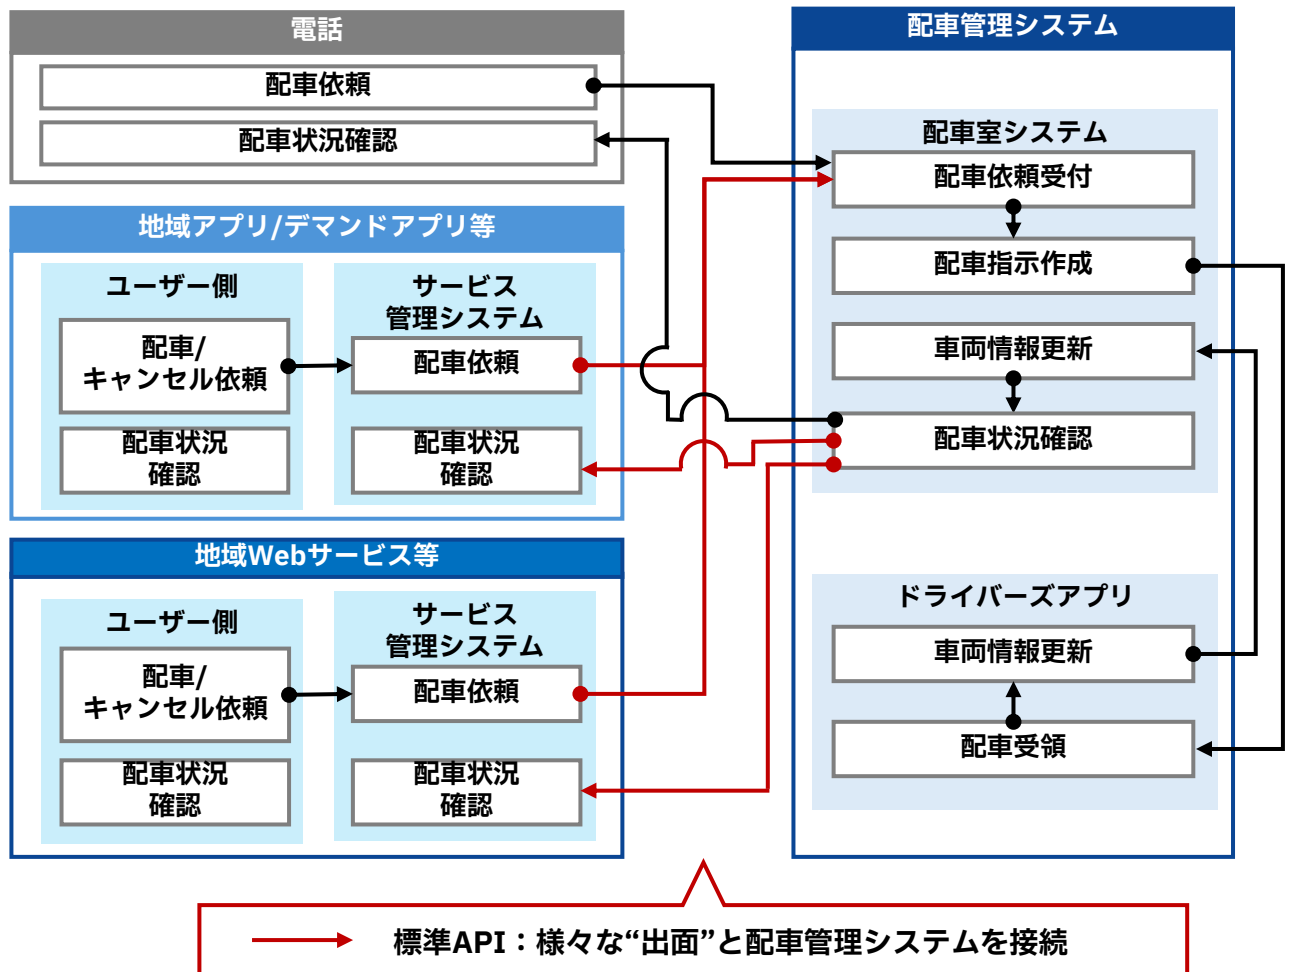 電話
配車依頼
配車状況確認
地域アプリ/デマンドアプリ等
ユーザー側
配車/
キャンセル依頼
配車状況
確認
サービス
管理システム
配車依頼
配車状況
確認
地域Webサービス等
ユーザー側
配車/
キャンセル依頼
配車状況
確認
サービス
管理システム
配車依頼
配車状況
確認
配車管理システム
配車室システム
配車依頼受付
配車指示作成
車両情報更新
配車状況確認
ドライバーズアプリ
車両情報更新
配車受領
標準API：様々な“出面”と配車管理システムを接続